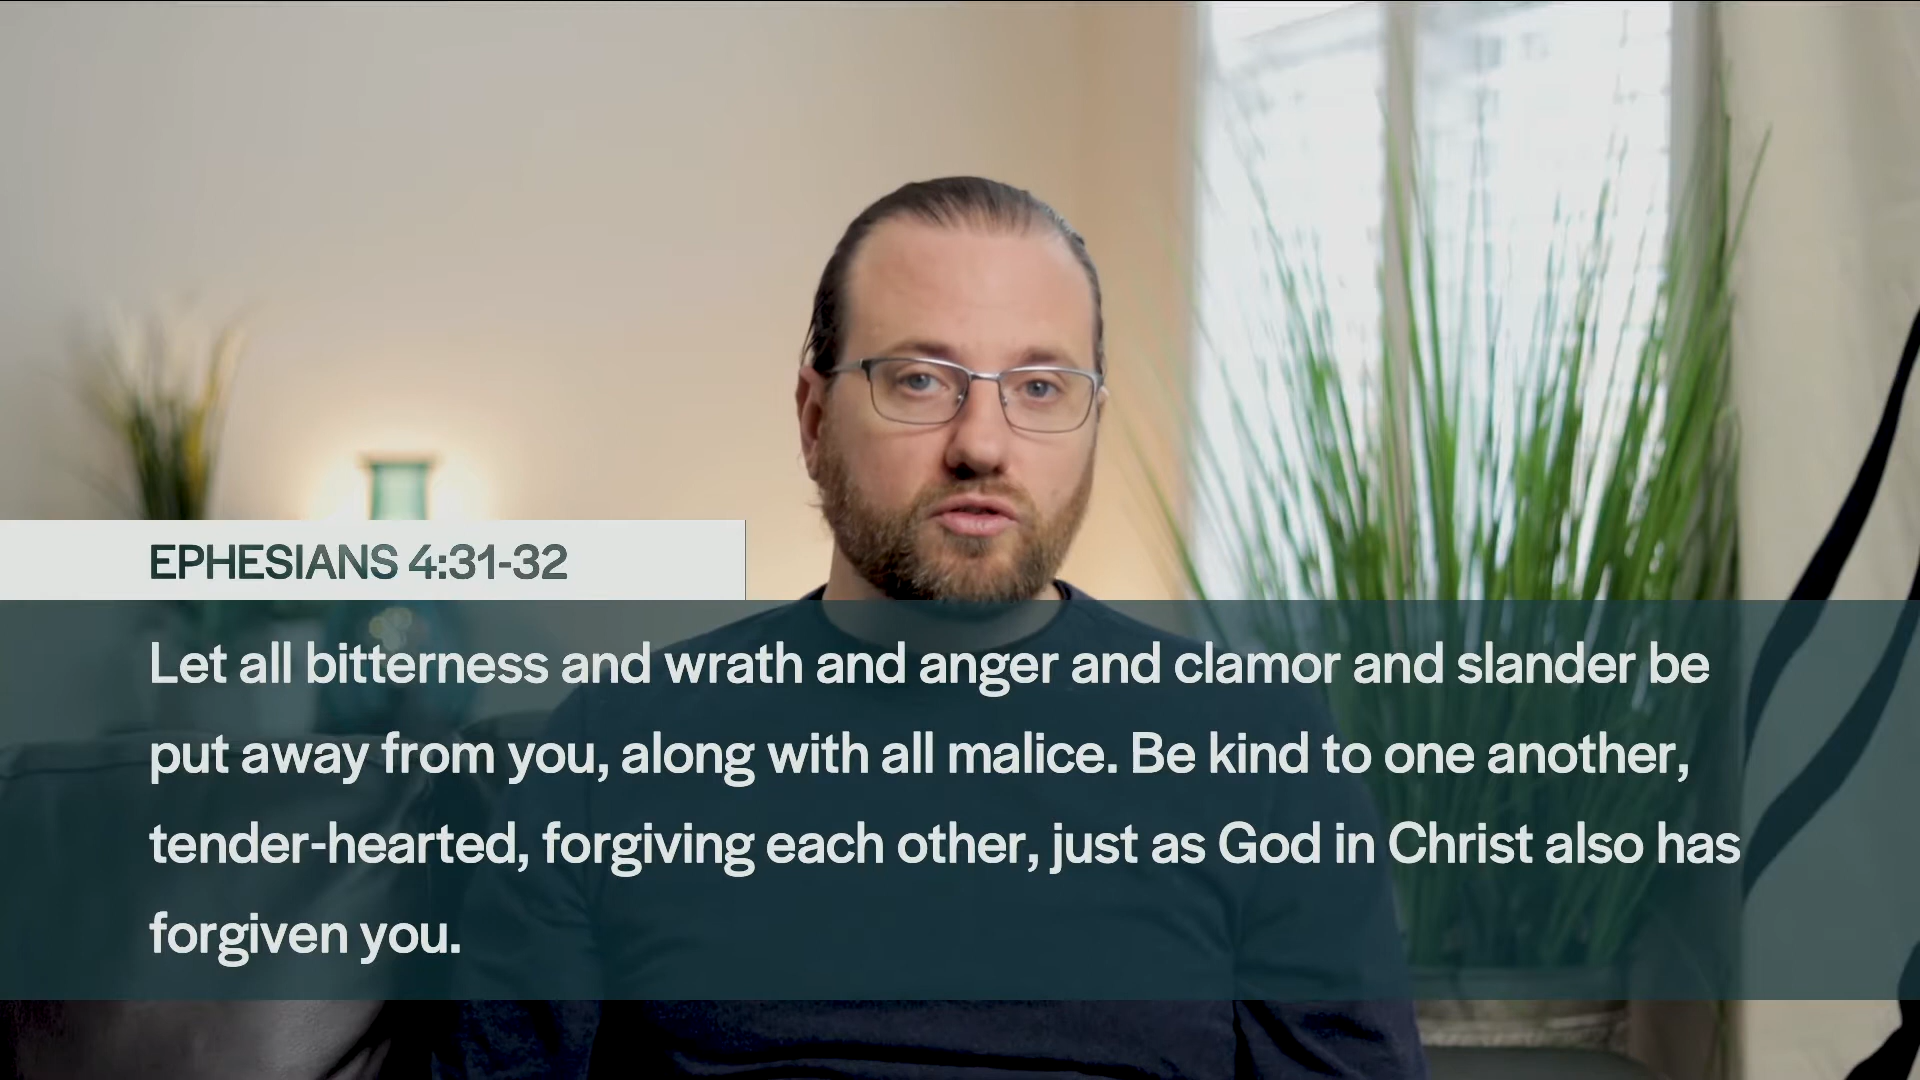 EPHESIANS 4:31-32
Let all bitterness and wrath and anger and clamor and slander be
put away from you, along with all malice. Be kind to one another,
tender-hearted, forgiving each other, just as God in Christ also has
forgiven you.